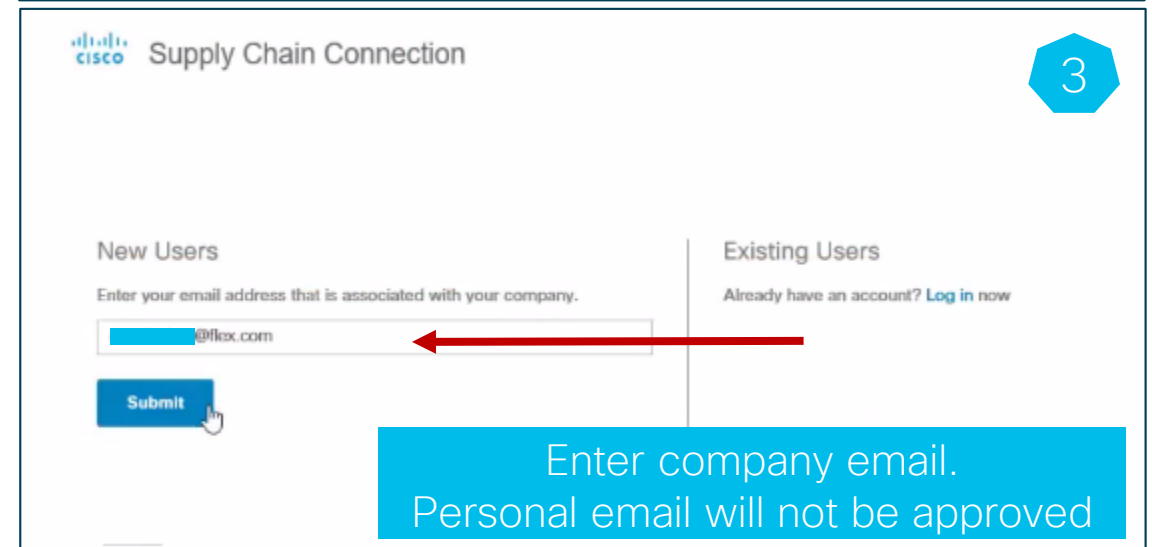 cisco Supply Chain Connection
3
New Users
Enter your email address that is associated with your company.
@flex.com
Submit
Existing Users
Already have an account? Log in now
Enter company email.
Personal email will not be approved